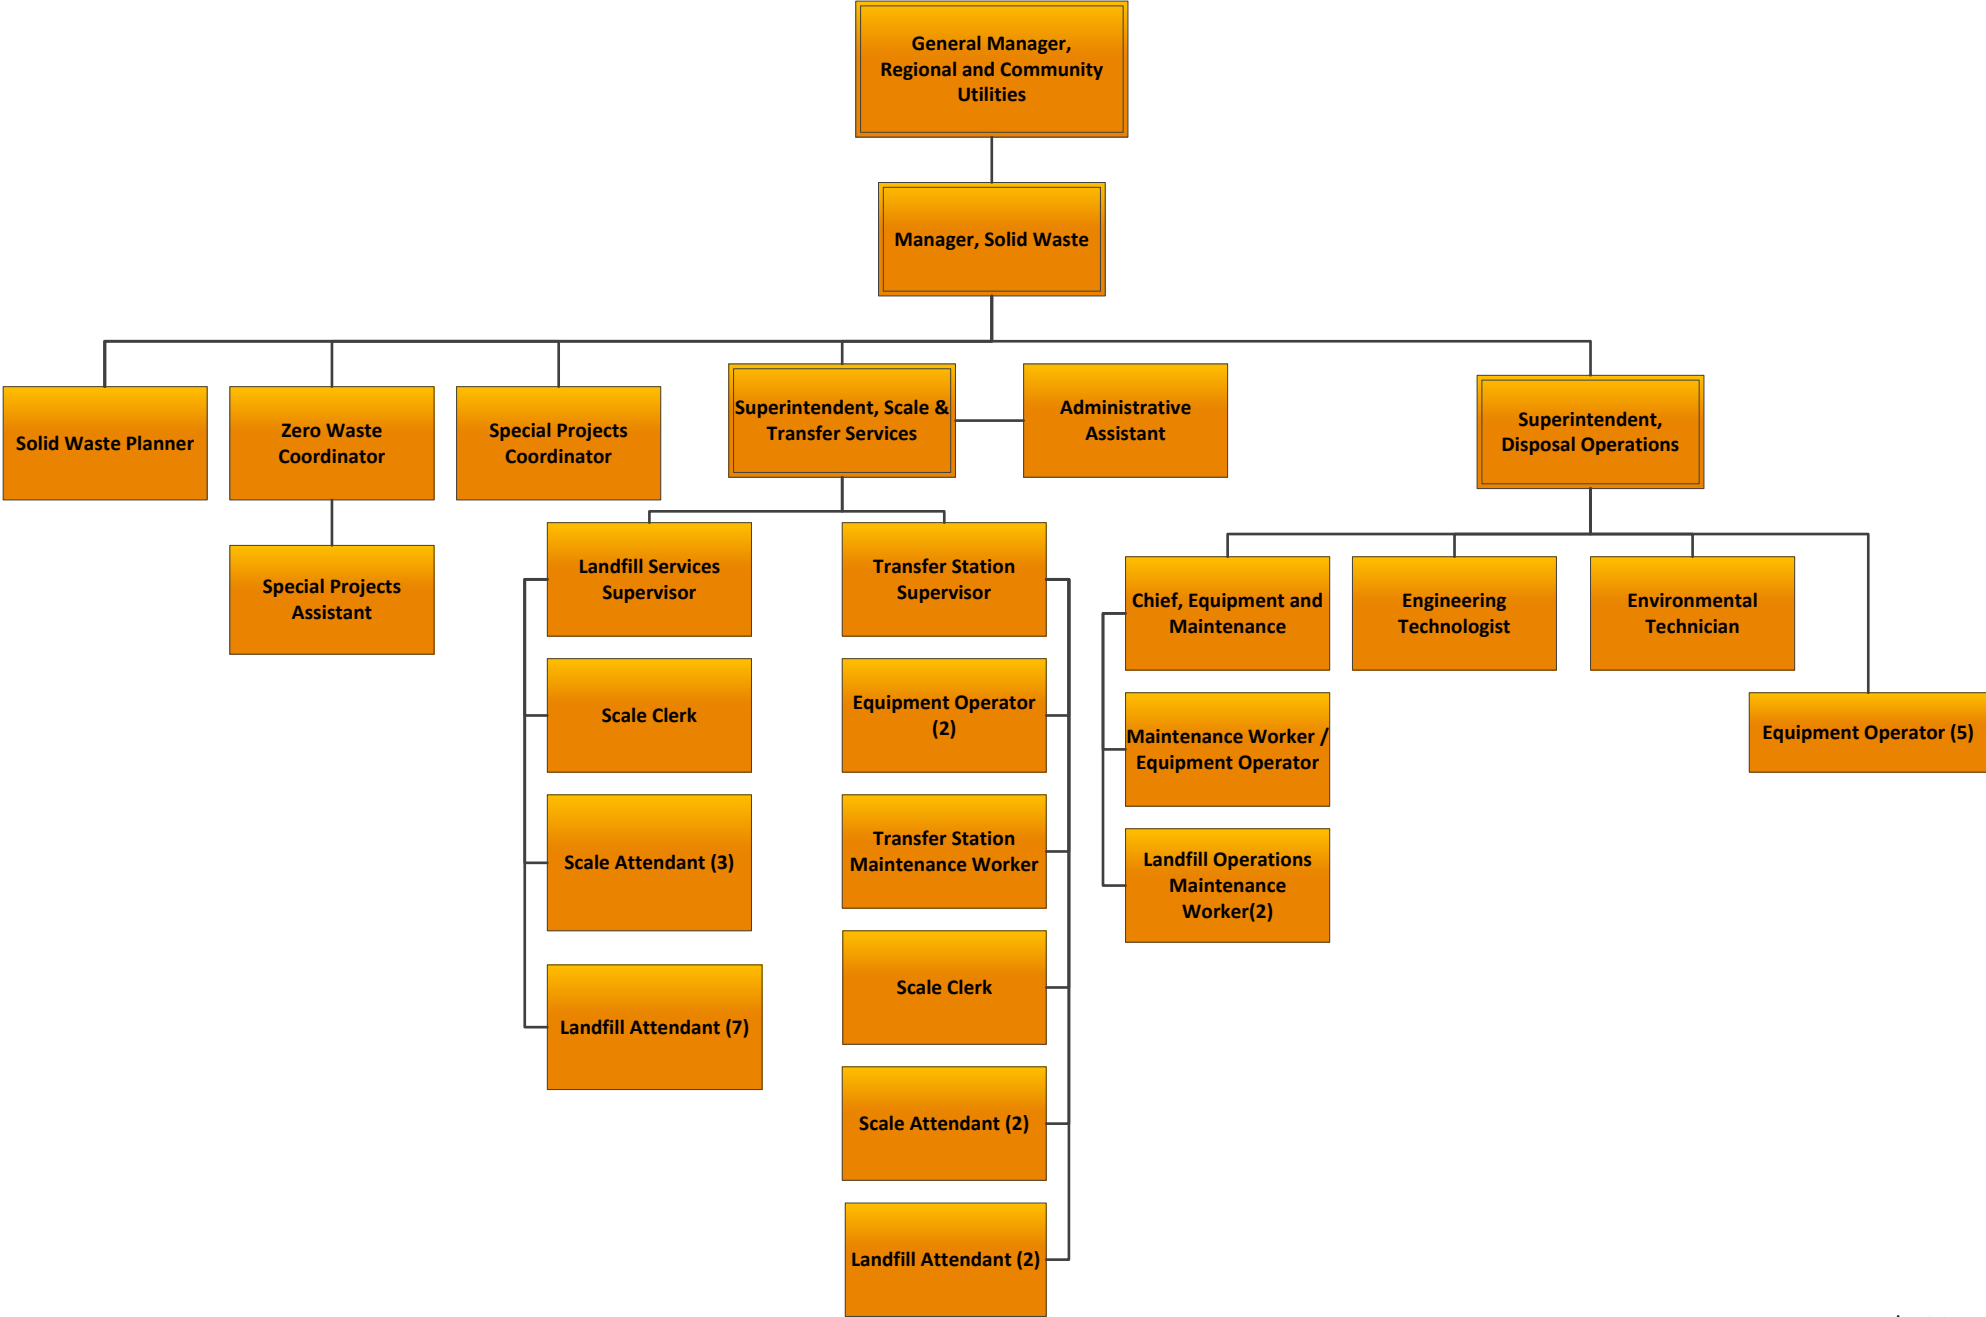 General Manager,
Regional and Community
Utilities
Manager, Solid Waste
Solid Waste Planner
Zero Waste
Coordinator
Special Projects
Coordinator
Superintendent, Scale &
Transfer Services
Administrative
Assistant
Superintendent,
Disposal Operations
Special Projects
Assistant
Landfill Services
Supervisor
Scale Clerk
Scale Attendant (3)
Landfill Attendant (7)
Transfer Station
Supervisor
Equipment Operator
(2)
Transfer Station
Maintenance Worker
Scale Clerk
Scale Attendant (2)
Landfill Attendant (2)
Chief, Equipment and
Maintenance
Maintenance Worker /
Equipment Operator
Landfill Operations
Maintenance
Worker(2)
Engineering
Technologist
Environmental
Technician
Equipment Operator (5)